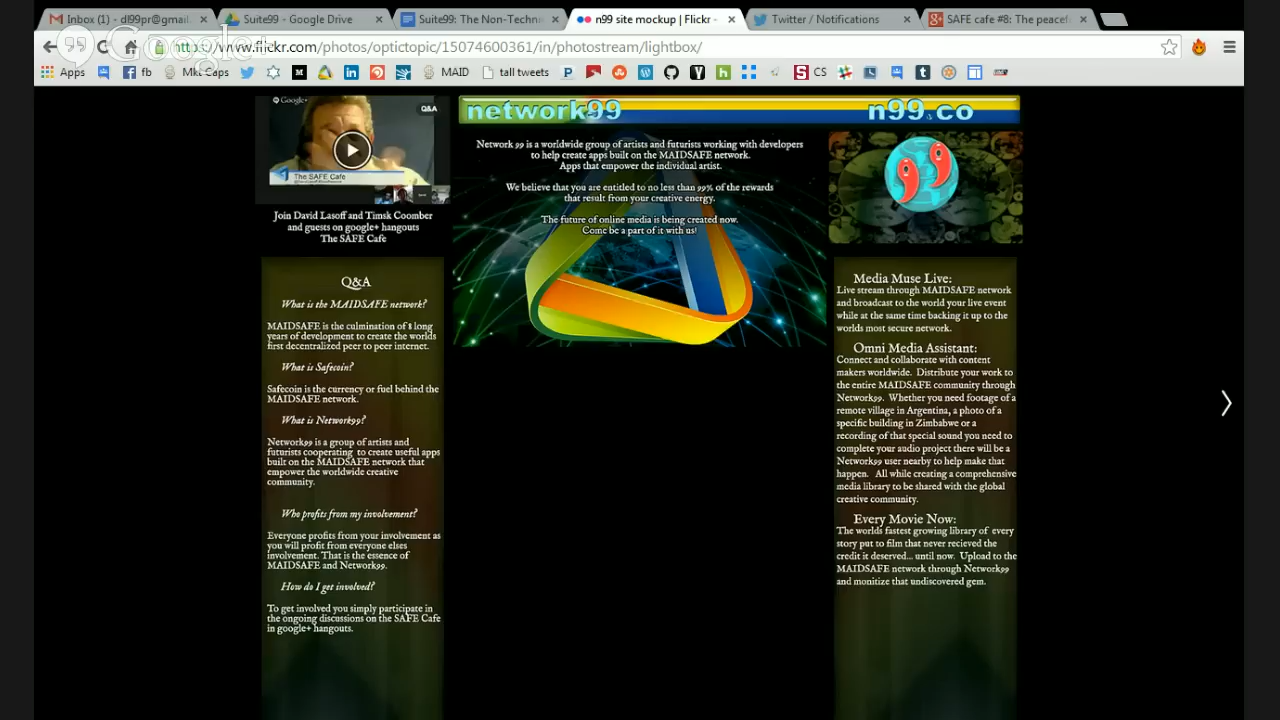 Inbox (1) - dl99pr@gmail.
Suite99 - Google Drive
Suite99: The Non-Techni
n99 site mockup | Flickr -
Twitter / Notifications
SAFE cafe #8: The peacef
Google+
https://www.flickr.com/photos/optictopic/15074600361/in/photostream/lightbox/
Apps
fb
Mkt Caps
MAID
tall tweets
CS
Google+
Q&A
The SAFE Cafe
Join David Lasoff and Timsk Coomber
and guests on google+ hangouts
The SAFE Cafe
network99
n99.co
Network 99 is a worldwide group of artists and futurists working with developers
to help create apps built on the MAIDSAFE network.
Apps that empower the individual artist.
We believe that you are entitled to no less than 99% of the rewards
that result from your creative energy.
The future of online media is being created now.
Come be a part of it with us!
99
Q&A
What is the MAIDSAFE network?
MAIDSAFE is the culmination of 8 long
years of development to create the worlds
first decentralized peer to peer internet.
What is Safecoin?
Safecoin is the currency or fuel behind the
MAIDSAFE network.
What is Network99?
Network99 is a group of artists and
futurists cooperating to create useful apps
built on the MAIDSAFE network that
empower the worldwide creative
community.
Who profits from my involvement?
Everyone profits from your involvement as
you will profit from everyone elses
involvement. That is the essence of
MAIDSAFE and Network99.
How do I get involved?
To get involved you simply participate in
the ongoing discussions on the SAFE Cafe
in google+ hangouts.
Media Muse Live:
Live stream through MAIDSAFE network
and broadcast to the world your live event
while at the same time backing it up to the
worlds most secure network.
Omni Media Assistant:
Connect and collaborate with content
makers worldwide. Distribute your work to
the entire MAIDSAFE community through
Network99. Whether you need footage of a
remote village in Argentina, a photo of a
specific building in Zimbabwe or a
recording of that special sound you need to
complete your audio project there will be a
Network99 user nearby to help make that
happen. All while creating a comprehensive
media library to be shared with the global
creative community.
Every Movie Now:
The worlds fastest growing library of every
story put to film that never recieved the
credit it deserved... until now. Upload to the
MAIDSAFE network through Network99
and monitize that undiscovered gem.